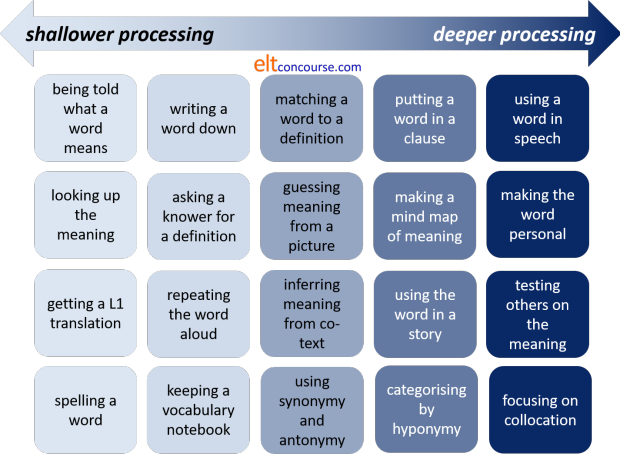 shallower processing
deeper processing
eltconcourse.com
being told
what a
word
means
writing a
word down
matching a
word to a
definition
putting a
word in a
clause
using a
word in
speech
looking up
the
meaning
asking a
knower for
a definition
guessing
meaning
from a
picture
making a
mind map
of meaning
making the
word
personal
getting a L1
translation
repeating
the word
aloud
inferring
meaning
from co-
text
using the
word in a
story
testing
others on
the
meaning
spelling a
word
keeping a
vocabulary
notebook
using
synonymy
and
antonymy
categorising
by
hyponymy
focusing on
collocation